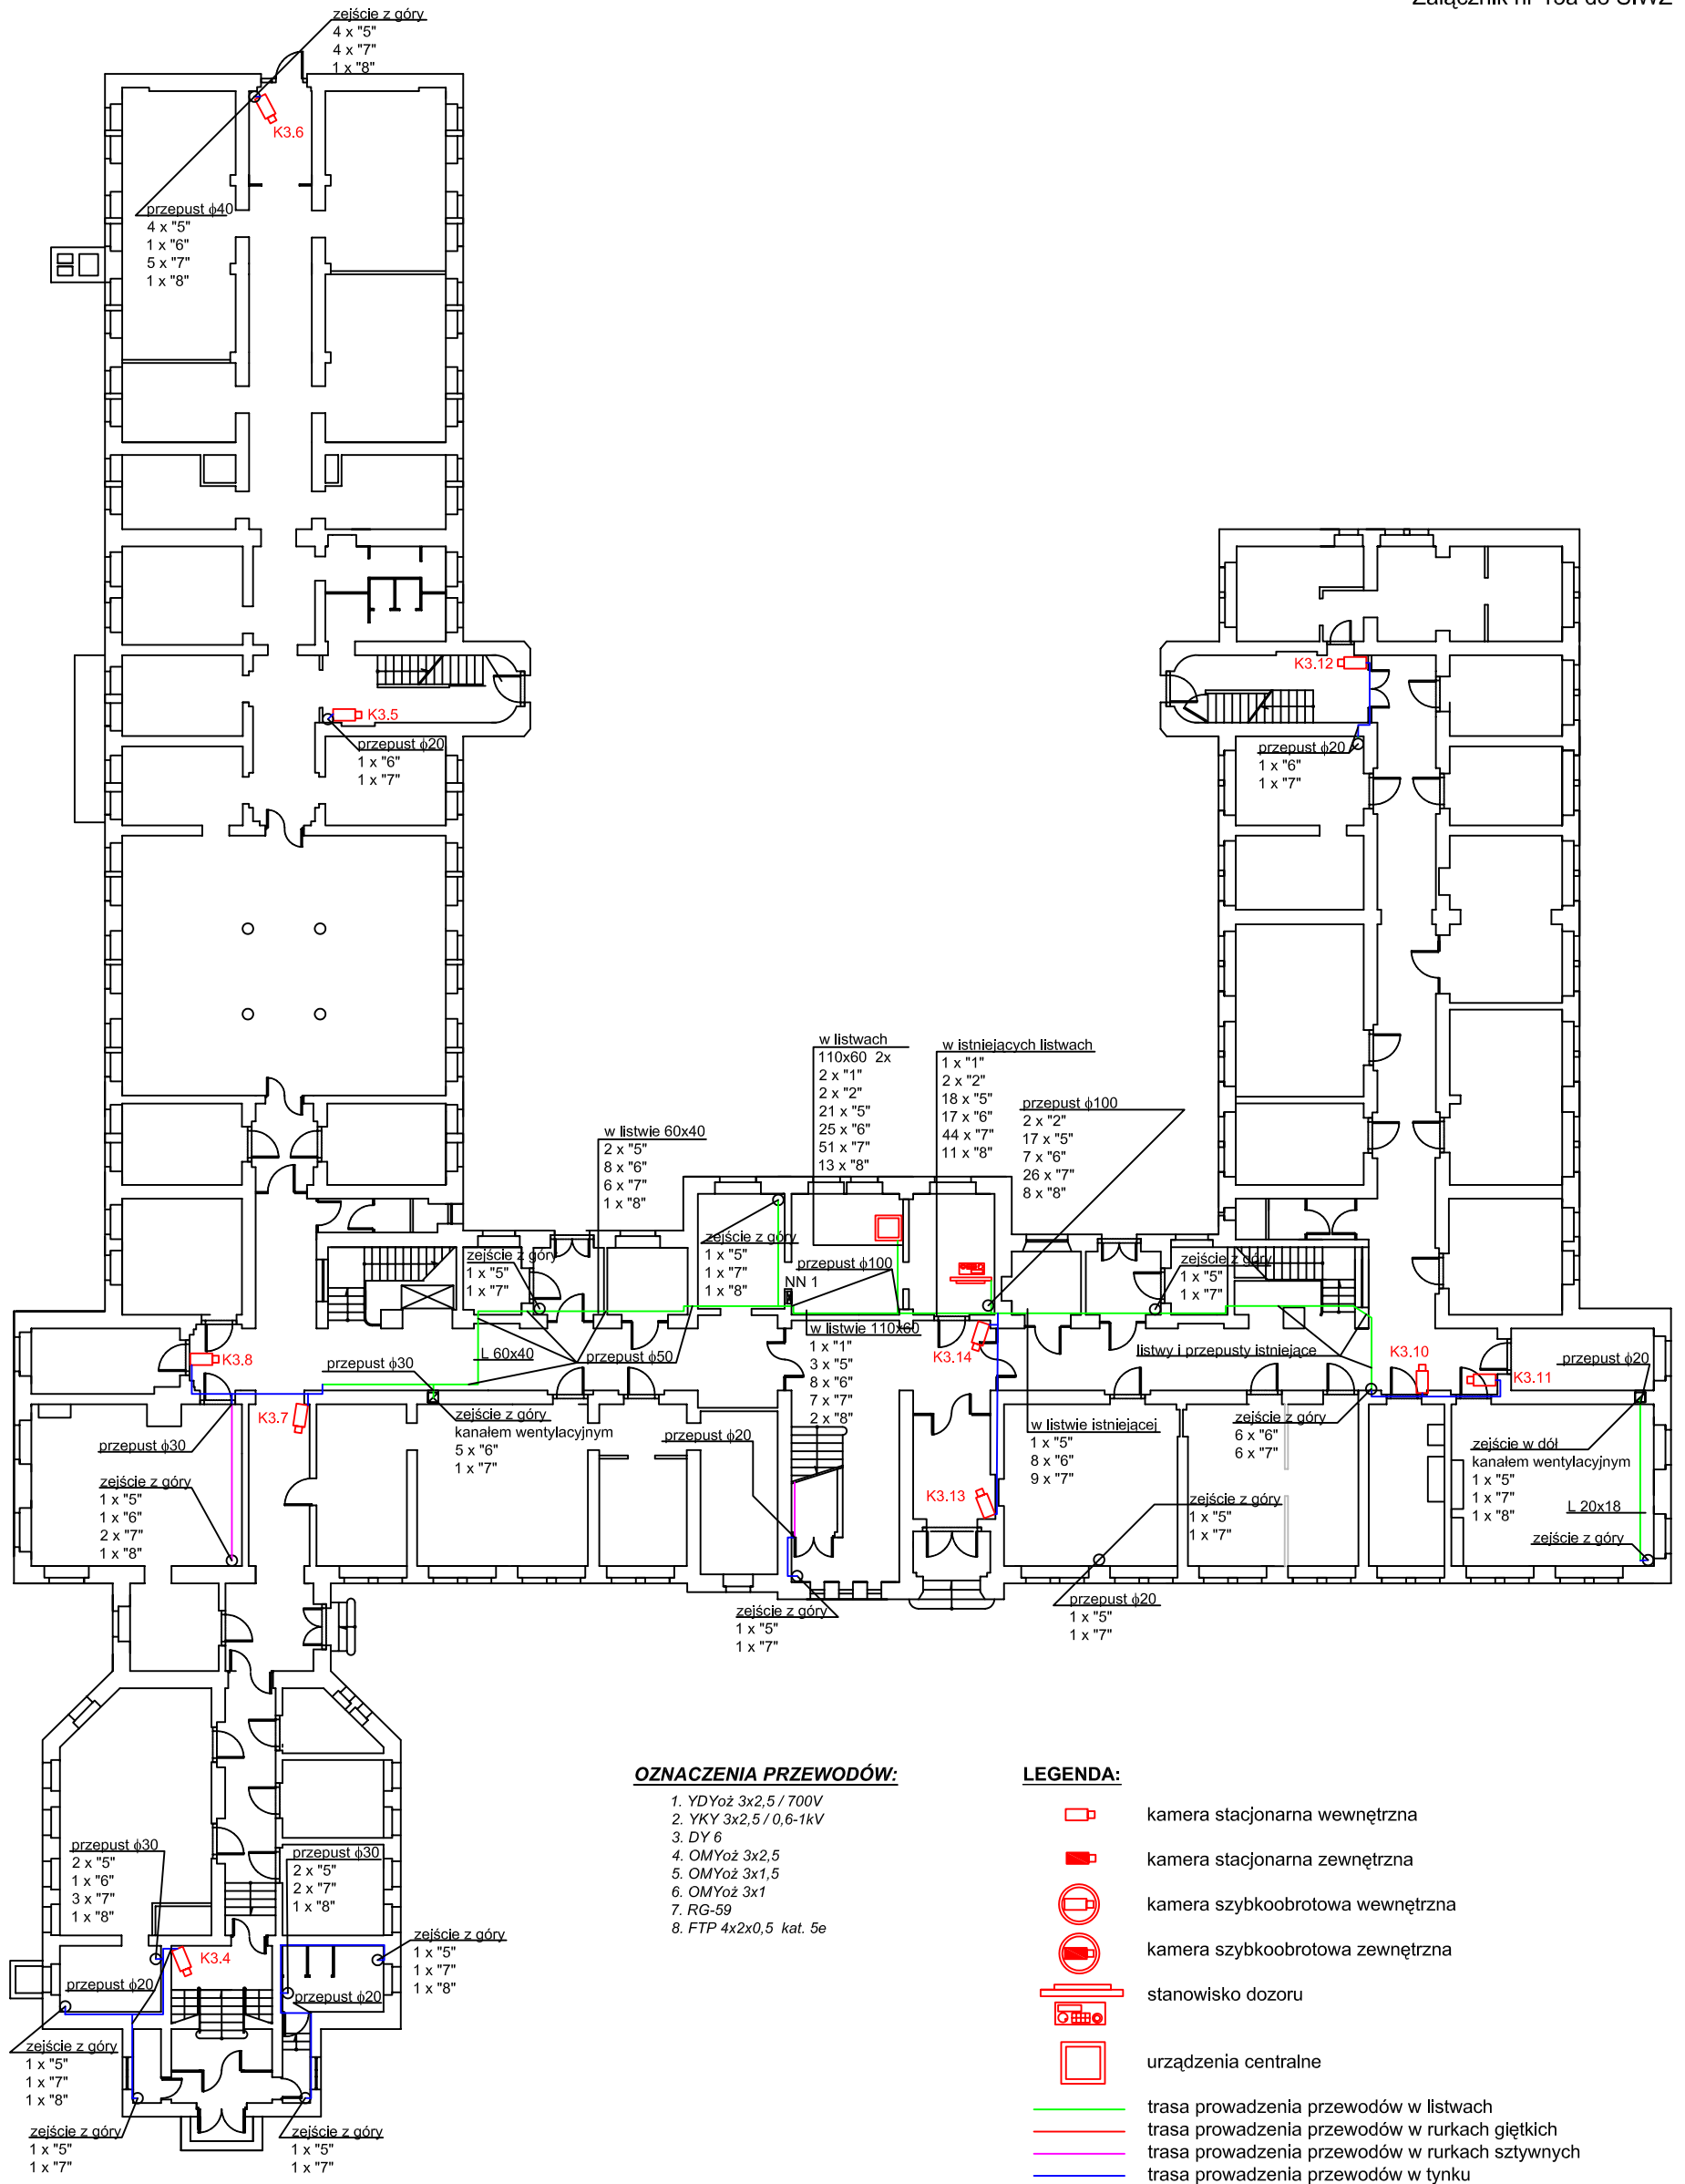 zejście z góry
4 x "5"
4 x "7"
1 x "8"
K3.6
przepust ϕ40
4 x "5"
1 x "6"
5 x "7"
1 x "8"
K3.5
przepust ϕ20
1 x "6"
1 x "7"
K3.12
przepust ϕ20
1 x "6"
1 x "7"
w listwach
110x60 2x
2 x "1"
2 x "2"
21 x "5"
25 x "6"
51 x "7"
13 x "8"
w istniejących listwach
1 x "1"
2 x "2"
18 x "5"
17 x "6"
44 x "7"
11 x "8"
przepust ϕ100
2 x "2"
17 x "5"
7 x "6"
26 x "7"
8 x "8"
w listwie 60x40
2 x "5"
8 x "6"
6 x "7"
1 x "8"
zejście z góry
1 x "5"
1 x "7"
zejście z góry
1 x "5"
1 x "7"
1 x "8"
przepust ϕ100
NN 1
zejście z góry
1 x "5"
1 x "7"
w listwie 110x60
1 x "1"
3 x "5"
8 x "6"
7 x "7"
2 x "8"
K3.14
listwy i przepusty istniejące
K3.10
K3.11
przepust ϕ20
K3.8
L 60x40
przepust ϕ30
przepust ϕ50
K3.7
zejście z góry
kanałem wentylacyjnym
5 x "6"
1 x "7"
przepust ϕ30
przepust ϕ20
w listwie istniejącej
1 x "5"
8 x "6"
9 x "7"
zejście z góry
6 x "6"
6 x "7"
zejście w dół
kanałem wentylacyjnym
1 x "5"
1 x "7"
1 x "8"
L 20x18
zejście z góry
zejście z góry
1 x "5"
1 x "6"
2 x "7"
1 x "8"
K3.13
zejście z góry
1 x "5"
1 x "7"
zejście z góry
1 x "5"
1 x "7"
przepust ϕ20
1 x "5"
1 x "7"
przepust ϕ30
2 x "5"
1 x "6"
3 x "7"
1 x "8"
przepust ϕ30
2 x "5"
2 x "7"
1 x "8"
K3.4
zejście z góry
1 x "5"
1 x "7"
1 x "8"
przepust ϕ20
przepust ϕ20
zejście z góry
1 x "5"
1 x "7"
1 x "8"
zejście z góry
1 x "5"
1 x "7"
zejście z góry
1 x "5"
1 x "7"
OZNACZENIA PRZEWODÓW:
1. YDYoż 3x2,5 / 700V
2. YKY 3x2,5 / 0,6-1kV
3. DY 6
4. OMYoż 3x2,5
5. OMYoż 3x1,5
6. OMYoż 3x1
7. RG-59
8. FTP 4x2x0,5 kat. 5e
LEGENDA:
kamera stacjonarna wewnętrzna
kamera stacjonarna zewnętrzna
kamera szybkoobrotowa wewnętrzna
kamera szybkoobrotowa zewnętrzna
stanowisko dozoru
urządzenia centralne
trasa prowadzenia przewodów w listwach
trasa prowadzenia przewodów w rurkach giętkich
trasa prowadzenia przewodów w rurkach sztywnych
trasa prowadzenia przewodów w tynku